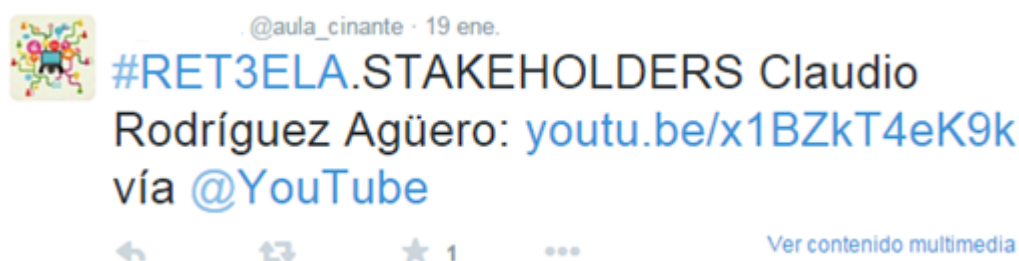 @aula_cinante · 19 ene.
#RET3ELA.STAKEHOLDERS Claudio
Rodríguez Agüero: youtu.be/x1BZkT4eK9k
vía @YouTube
1
Ver contenido multimedia